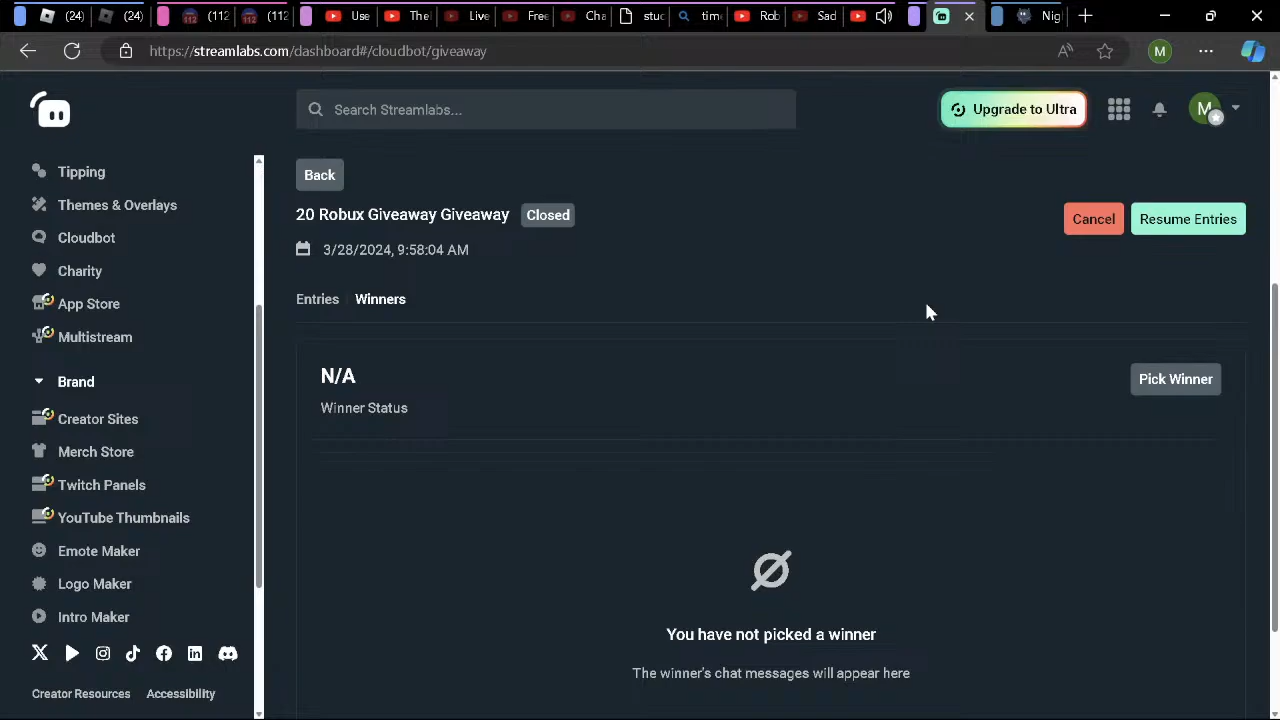 (24)
(24)
(112
(112
Use
The
Live
Free
Cha
stud
time
Rob
Sad
Nig
https://streamlabs.com/dashboard#/cloudbot/giveaway
M
Search Streamlabs...
Upgrade to Ultra
M
Tipping
Themes & Overlays
Cloudbot
Charity
App Store
Multistream
Brand
Creator Sites
Merch Store
Twitch Panels
YouTube Thumbnails
Emote Maker
Logo Maker
Intro Maker
Creator Resources Accessibility
Back
20 Robux Giveaway Giveaway Closed
Cancel Resume Entries
3/28/2024, 9:58:04 AM
Entries Winners
N/A
Pick Winner
Winner Status
You have not picked a winner
The winner's chat messages will appear here